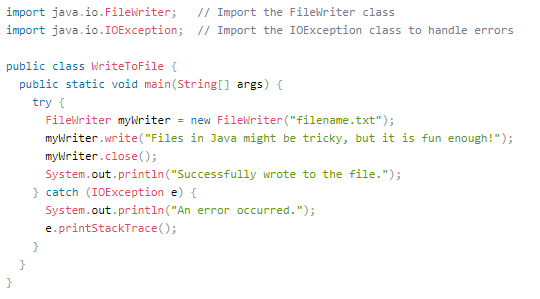 import java.io.FileWriter;   // Import the FileWriter class
import java.io.IOException;  // Import the IOException class to handle errors

public class WriteToFile {
  public static void main(String[] args) {
    try {
      FileWriter myWriter = new FileWriter("filename.txt");
      myWriter.write("Files in Java might be tricky, but it is fun enough!");
      myWriter.close();
      System.out.println("Successfully wrote to the file.");
    } catch (IOException e) {
      System.out.println("An error occurred.");
      e.printStackTrace();
    }
  }
}